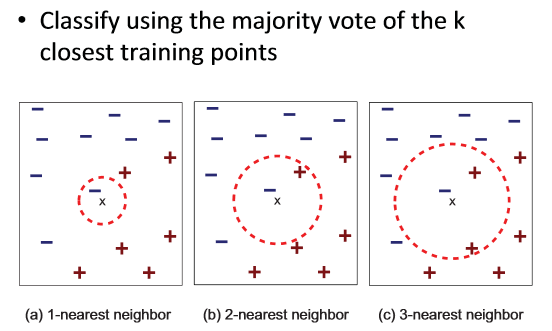 • Classify using the majority vote of the k
closest training points
x
x
x
(a) 1-nearest neighbor
(b) 2-nearest neighbor
(c) 3-nearest neighbor